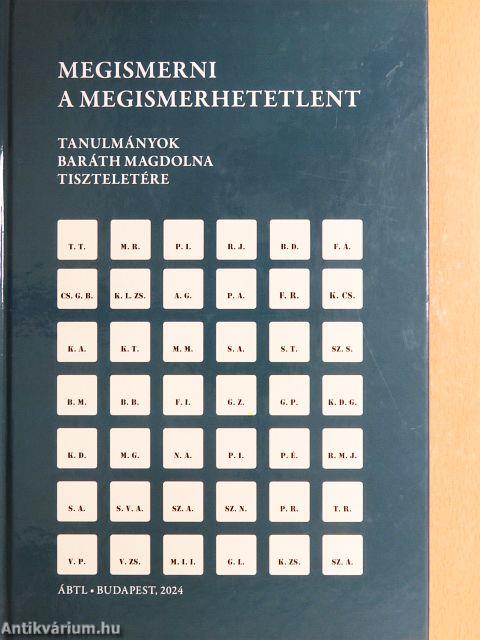 MEGISMERNI
A MEGISMERHETETLENT
TANULMÁNYOK
BARÁTH MAGDOLNA
TISZTELETÉRE
T. T. M. R. P. I. R. J. B. D. F. Á.
CS. G. B. K. L. ZS. A. G. P. A. F. R. K. CS.
K. A. K. T. M. M. S. A. S. T. SZ. S.
B. M. B. B. F. I. G. Z. G. P. K. D. G.
K. D. M. G. N. A. P. I. P. É. R. M. J.
S. A. S. V. A. SZ. A. SZ. N. P. R. T. R.
V. P. V. ZS. M. I. I. G. L. K. ZS. SZ. A.
ÁBTL • BUDAPEST, 2024
Antikvárium.hu